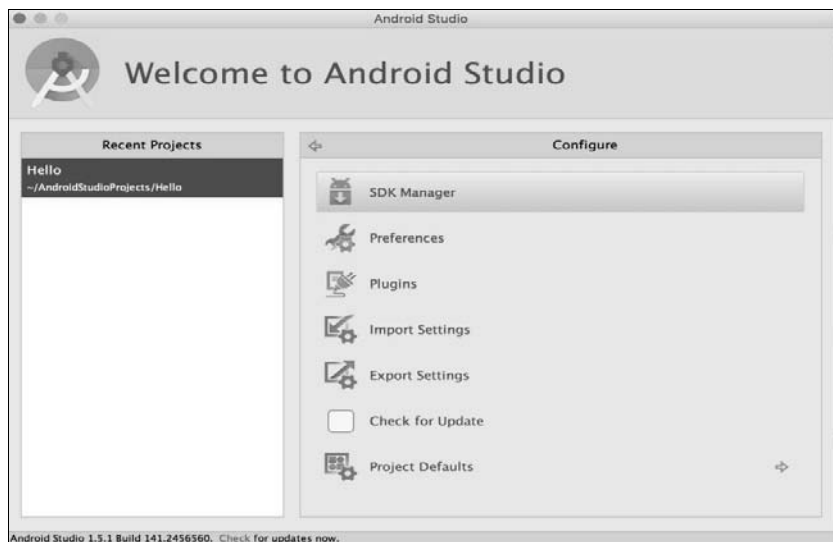 Android Studio
Welcome to Android Studio
Recent Projects
Hello
~/AndroidStudioProjects/Hello
Configure
SDK Manager
Preferences
Plugins
Import Settings
Export Settings
Check for Update
Project Defaults
Android Studio 1.5.1 Build 141.2456560. Check for updates now.